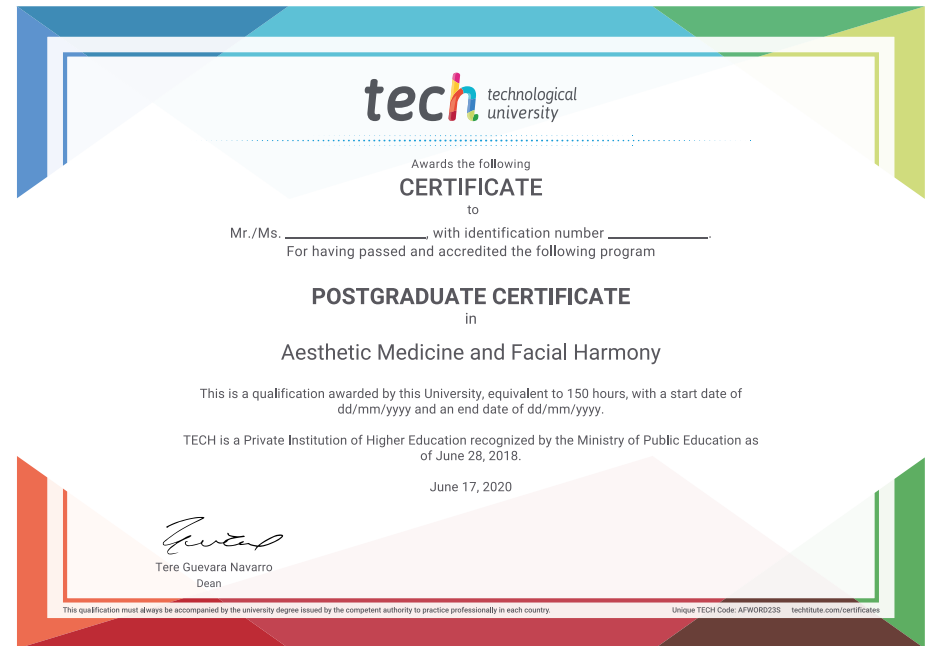 tech technological
university
Awards the following
CERTIFICATE
to
Mr./Ms. ____________, with identification number ____________.
For having passed and accredited the following program
POSTGRADUATE CERTIFICATE
in
Aesthetic Medicine and Facial Harmony
This is a qualification awarded by this University, equivalent to 150 hours, with a start date of
dd/mm/yyyy and an end date of dd/mm/yyyy.
TECH is a Private Institution of Higher Education recognized by the Ministry of Public Education as
of June 28, 2018.
June 17, 2020
Tere Guevara Navarro
Dean
This qualification must always be accompanied by the university degree issued by the competent authority to practice professionally in each country. Unique TECH Code: AFWORD23S techtitute.com/certificates